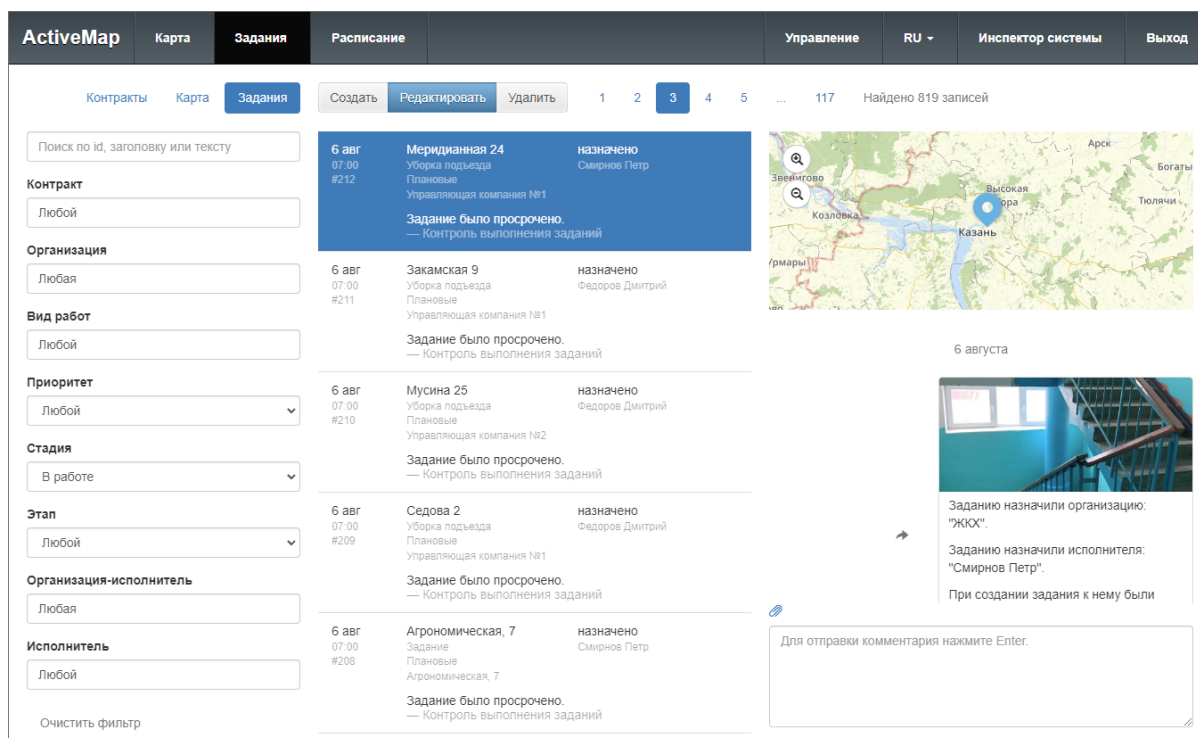 ActiveMap Карта Задания Расписание Управление RU Инспектор системы Выход
Контракты Карта Задания
Создать Редактировать Удалить 1 2 3 4 5 ... 117 Найдено 819 записей
Поиск по id, заголовку или тексту
Контракт
Любой
Организация
Любая
Вид работ
Любой
Приоритет
Любой
Стадия
В работе
Этап
Любой
Организация-исполнитель
Любая
Исполнитель
Любой
Очистить фильтр
6 авг Меридианная 24 назначено
07:00 Уборка подъезда Смирнов Петр
#212 Плановые
Управляющая компания №1
Задание было просрочено.
— Контроль выполнения заданий
6 авг Закамская 9 назначено
07:00 Уборка подъезда Федоров Дмитрий
#211 Плановые
Управляющая компания №1
Задание было просрочено.
— Контроль выполнения заданий
6 авг Мусина 25 назначено
07:00 Уборка подъезда Федоров Дмитрий
#210 Плановые
Управляющая компания №2
Задание было просрочено.
— Контроль выполнения заданий
6 авг Седова 2 назначено
07:00 Уборка подъезда Федоров Дмитрий
#209 Плановые
Управляющая компания №1
Задание было просрочено.
— Контроль выполнения заданий
6 авг Агрономическая, 7 назначено
07:00 Задание Смирнов Петр
#208 Плановые
Агрономическая, 7
Задание было просрочено.
— Контроль выполнения заданий
Арск
Богаты
Звенигово
Высокая
Тюлячи
Козловка
Казань
Урмары
6 августа
Заданию назначили организацию:
"ЖКХ".
Заданию назначили исполнителя:
"Смирнов Петр".
При создании задания к нему были
Для отправки комментария нажмите Enter.